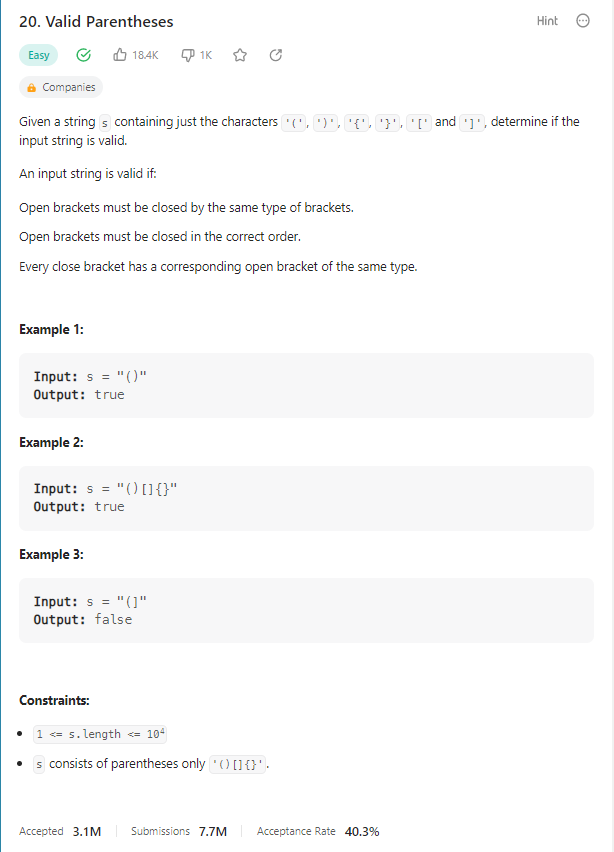 20. Valid Parentheses Hint
Easy 18.4K 1K
Companies
Given a string s containing just the characters '(', ')', '{', '}', '[' and ']', determine if the
input string is valid.
An input string is valid if:
Open brackets must be closed by the same type of brackets.
Open brackets must be closed in the correct order.
Every close bracket has a corresponding open bracket of the same type.
Example 1:
Input: s = "()"
Output: true
Example 2:
Input: s = "()[]{}"
Output: true
Example 3:
Input: s = "(]"
Output: false
Constraints:
• 1 <= s.length <= 10⁴
• s consists of parentheses only '()[]{}'.
Accepted 3.1M Submissions 7.7M Acceptance Rate 40.3%